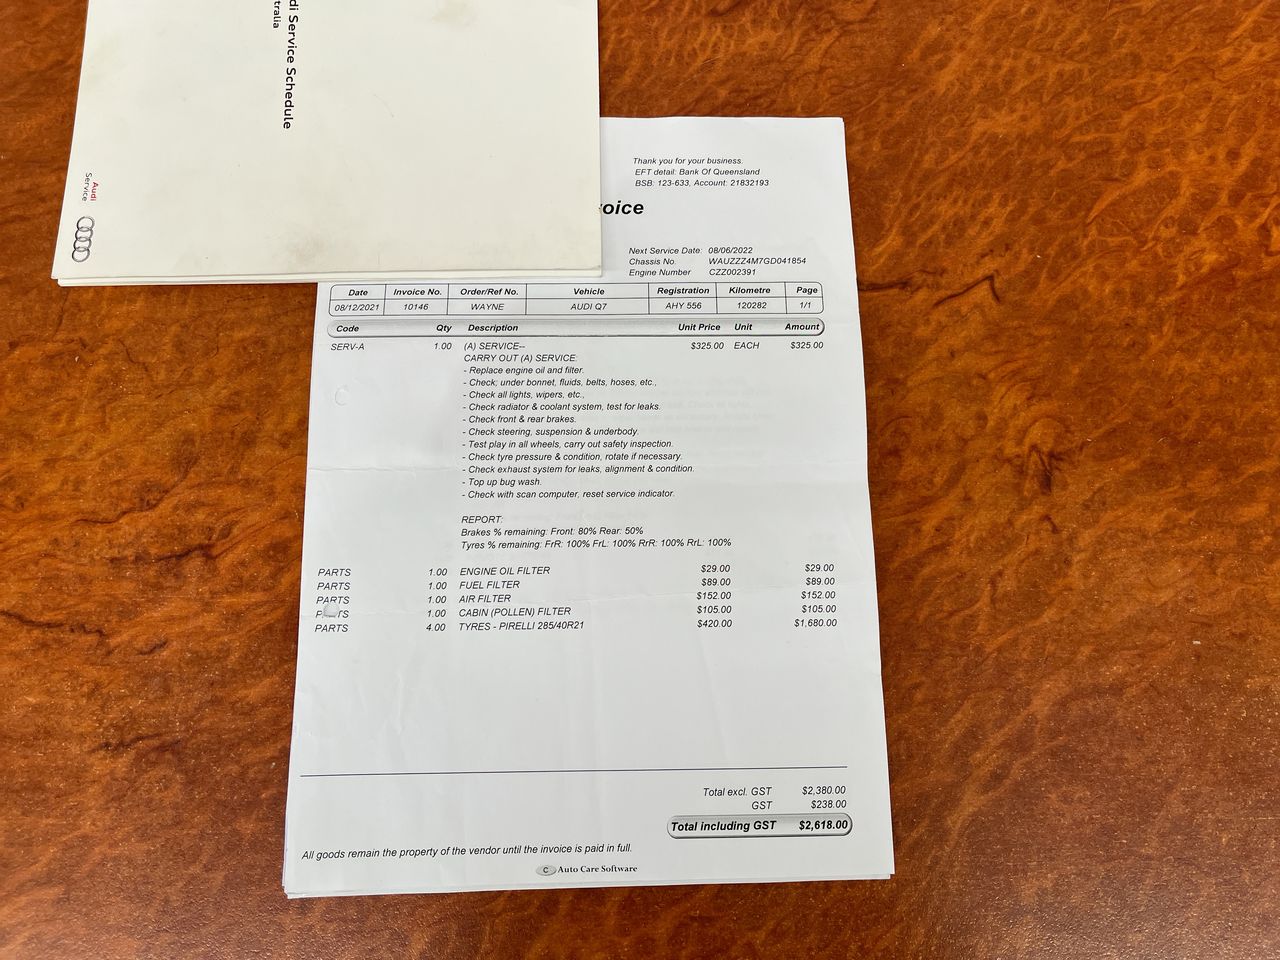 di Service Schedule
tralia
Audi
Service
Thank you for your business.
EFT detail: Bank Of Queensland
BSB: 123-633, Account: 21832193
oice
Next Service Date: 08/06/2022
Chassis No. WAUZZZ4M7GD041854
Engine Number CZZ002391
Date Invoice No. Order/Ref No. Vehicle Registration Kilometre Page
08/12/2021 10146 WAYNE AUDI Q7 AHY 556 120282 1/1
Code Qty Description Unit Price Unit Amount
SERV-A 1.00 (A) SERVICE-- $325.00 EACH $325.00
CARRY OUT (A) SERVICE:
- Replace engine oil and filter.
- Check; under bonnet, fluids, belts, hoses, etc.,
- Check all lights, wipers, etc.,
- Check radiator & coolant system, test for leaks.
- Check front & rear brakes.
- Check steering, suspension & underbody.
- Test play in all wheels, carry out safety inspection.
- Check tyre pressure & condition, rotate if necessary.
- Check exhaust system for leaks, alignment & condition.
- Top up bug wash.
- Check with scan computer, reset service indicator.
REPORT:
Brakes % remaining: Front: 80% Rear: 50%
Tyres % remaining: FrR: 100% FrL: 100% RrR: 100% RrL: 100%
PARTS 1.00 ENGINE OIL FILTER $29.00 $29.00
PARTS 1.00 FUEL FILTER $89.00 $89.00
PARTS 1.00 AIR FILTER $152.00 $152.00
PARTS 1.00 CABIN (POLLEN) FILTER $105.00 $105.00
PARTS 4.00 TYRES - PIRELLI 285/40R21 $420.00 $1,680.00
Total excl. GST $2,380.00
GST $238.00
Total including GST $2,618.00
All goods remain the property of the vendor until the invoice is paid in full.
C Auto Care Software